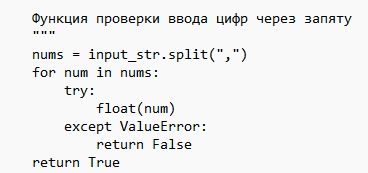 Функция проверки ввода цифр через запяту
"""
nums = input_str.split(",")
for num in nums:
    try:
        float(num)
    except ValueError:
        return False
return True